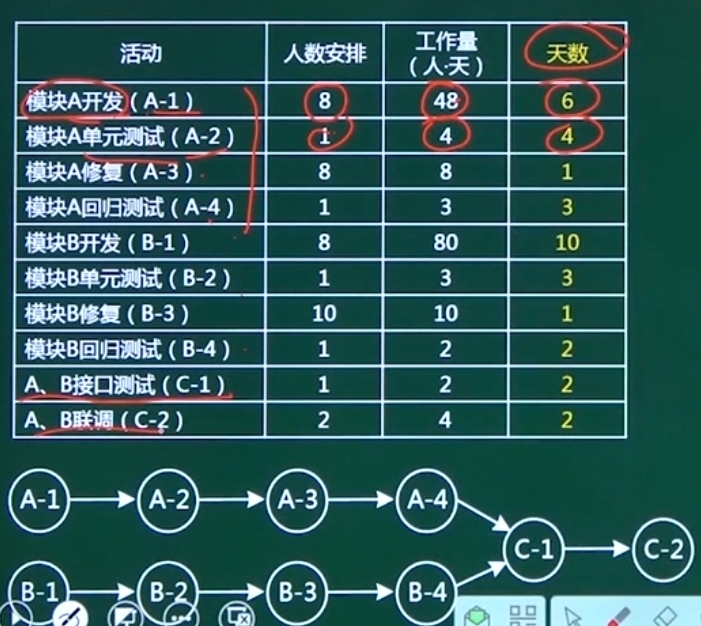 活动 人数安排 工作量（人·天） 天数
模块A开发（A-1） 8 48 6
模块A单元测试（A-2） 1 4 4
模块A修复（A-3） 8 8 1
模块A回归测试（A-4） 1 3 3
模块B开发（B-1） 8 80 10
模块B单元测试（B-2） 1 3 3
模块B修复（B-3） 10 10 1
模块B回归测试（B-4） 1 2 2
A、B接口测试（C-1） 1 2 2
A、B联调（C-2） 2 4 2
A-1 A-2 A-3 A-4
C-1 C-2
B-1 B-2 B-3 B-4